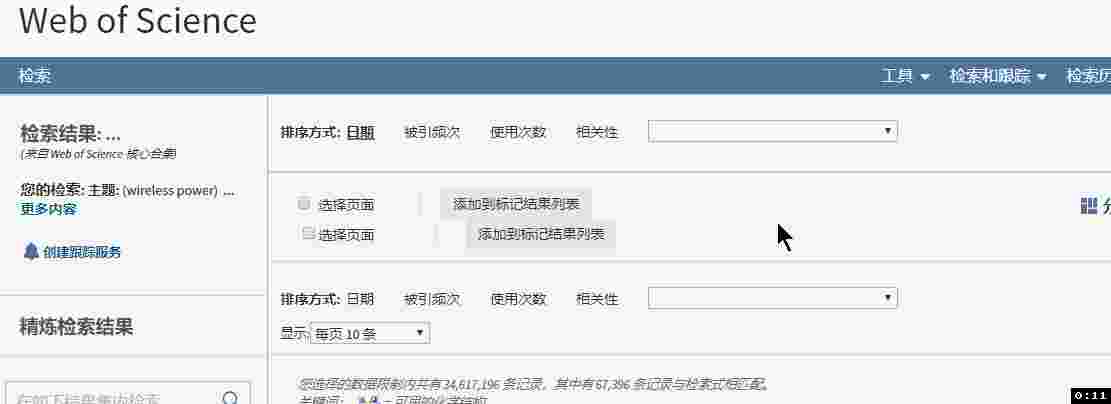 Web of Science
检索
工具 检索和跟踪 检索历
检索结果: ...
(来自 Web of Science 核心合集)
您的检索: 主题: (wireless power) ...
更多内容
创建跟踪服务
精炼检索结果
在如下结果集内检索
排序方式: 日期 被引频次 使用次数 相关性
选择页面 添加到标记结果列表
选择页面 添加到标记结果列表
分
排序方式: 日期 被引频次 使用次数 相关性
显示: 每页 10 条
您选择的数据限制内共有 34,617,196 条记录，其中有 67,396 条记录与检索式相匹配。
关键词： = 可用的化学结构
0:11